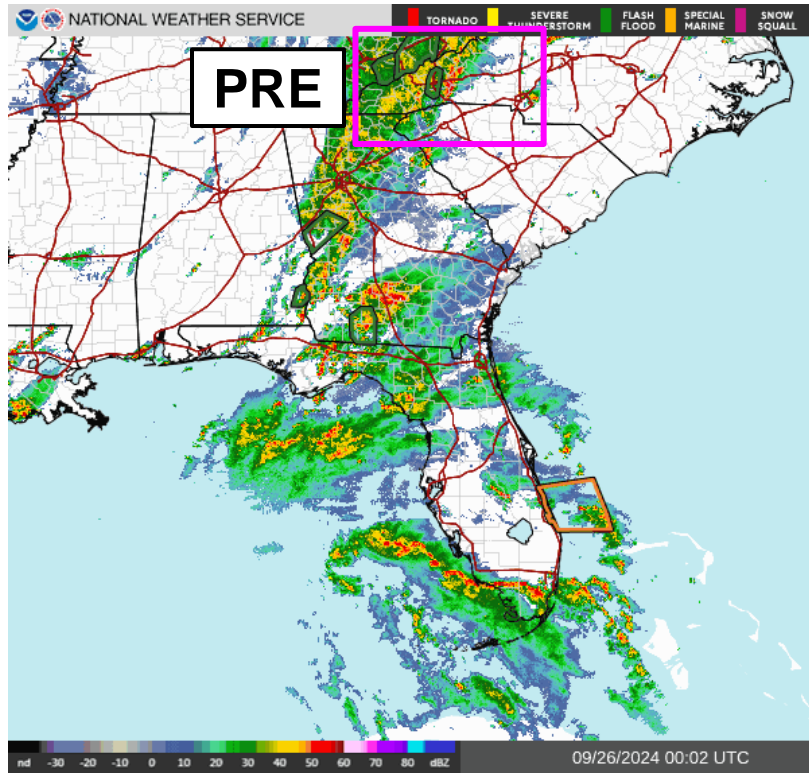 NATIONAL WEATHER SERVICE
TORNADO
SEVERE
THUNDERSTORM
FLASH
FLOOD
SPECIAL
MARINE
SNOW
SQUALL
PRE
nd -30 -20 -10 0 10 20 30 40 50 60 70 80 dBZ
09/26/2024 00:02 UTC